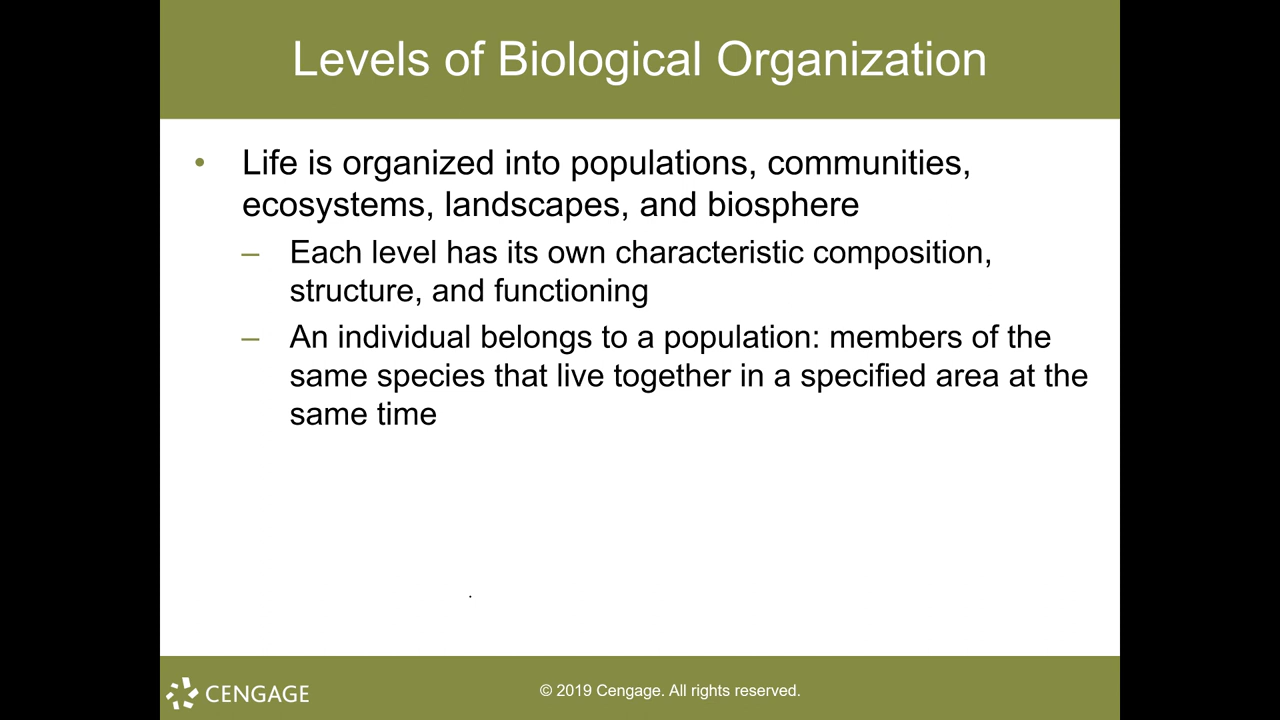 Levels of Biological Organization
• Life is organized into populations, communities,
ecosystems, landscapes, and biosphere
– Each level has its own characteristic composition,
structure, and functioning
– An individual belongs to a population: members of the
same species that live together in a specified area at the
same time
.
CENGAGE
© 2019 Cengage. All rights reserved.